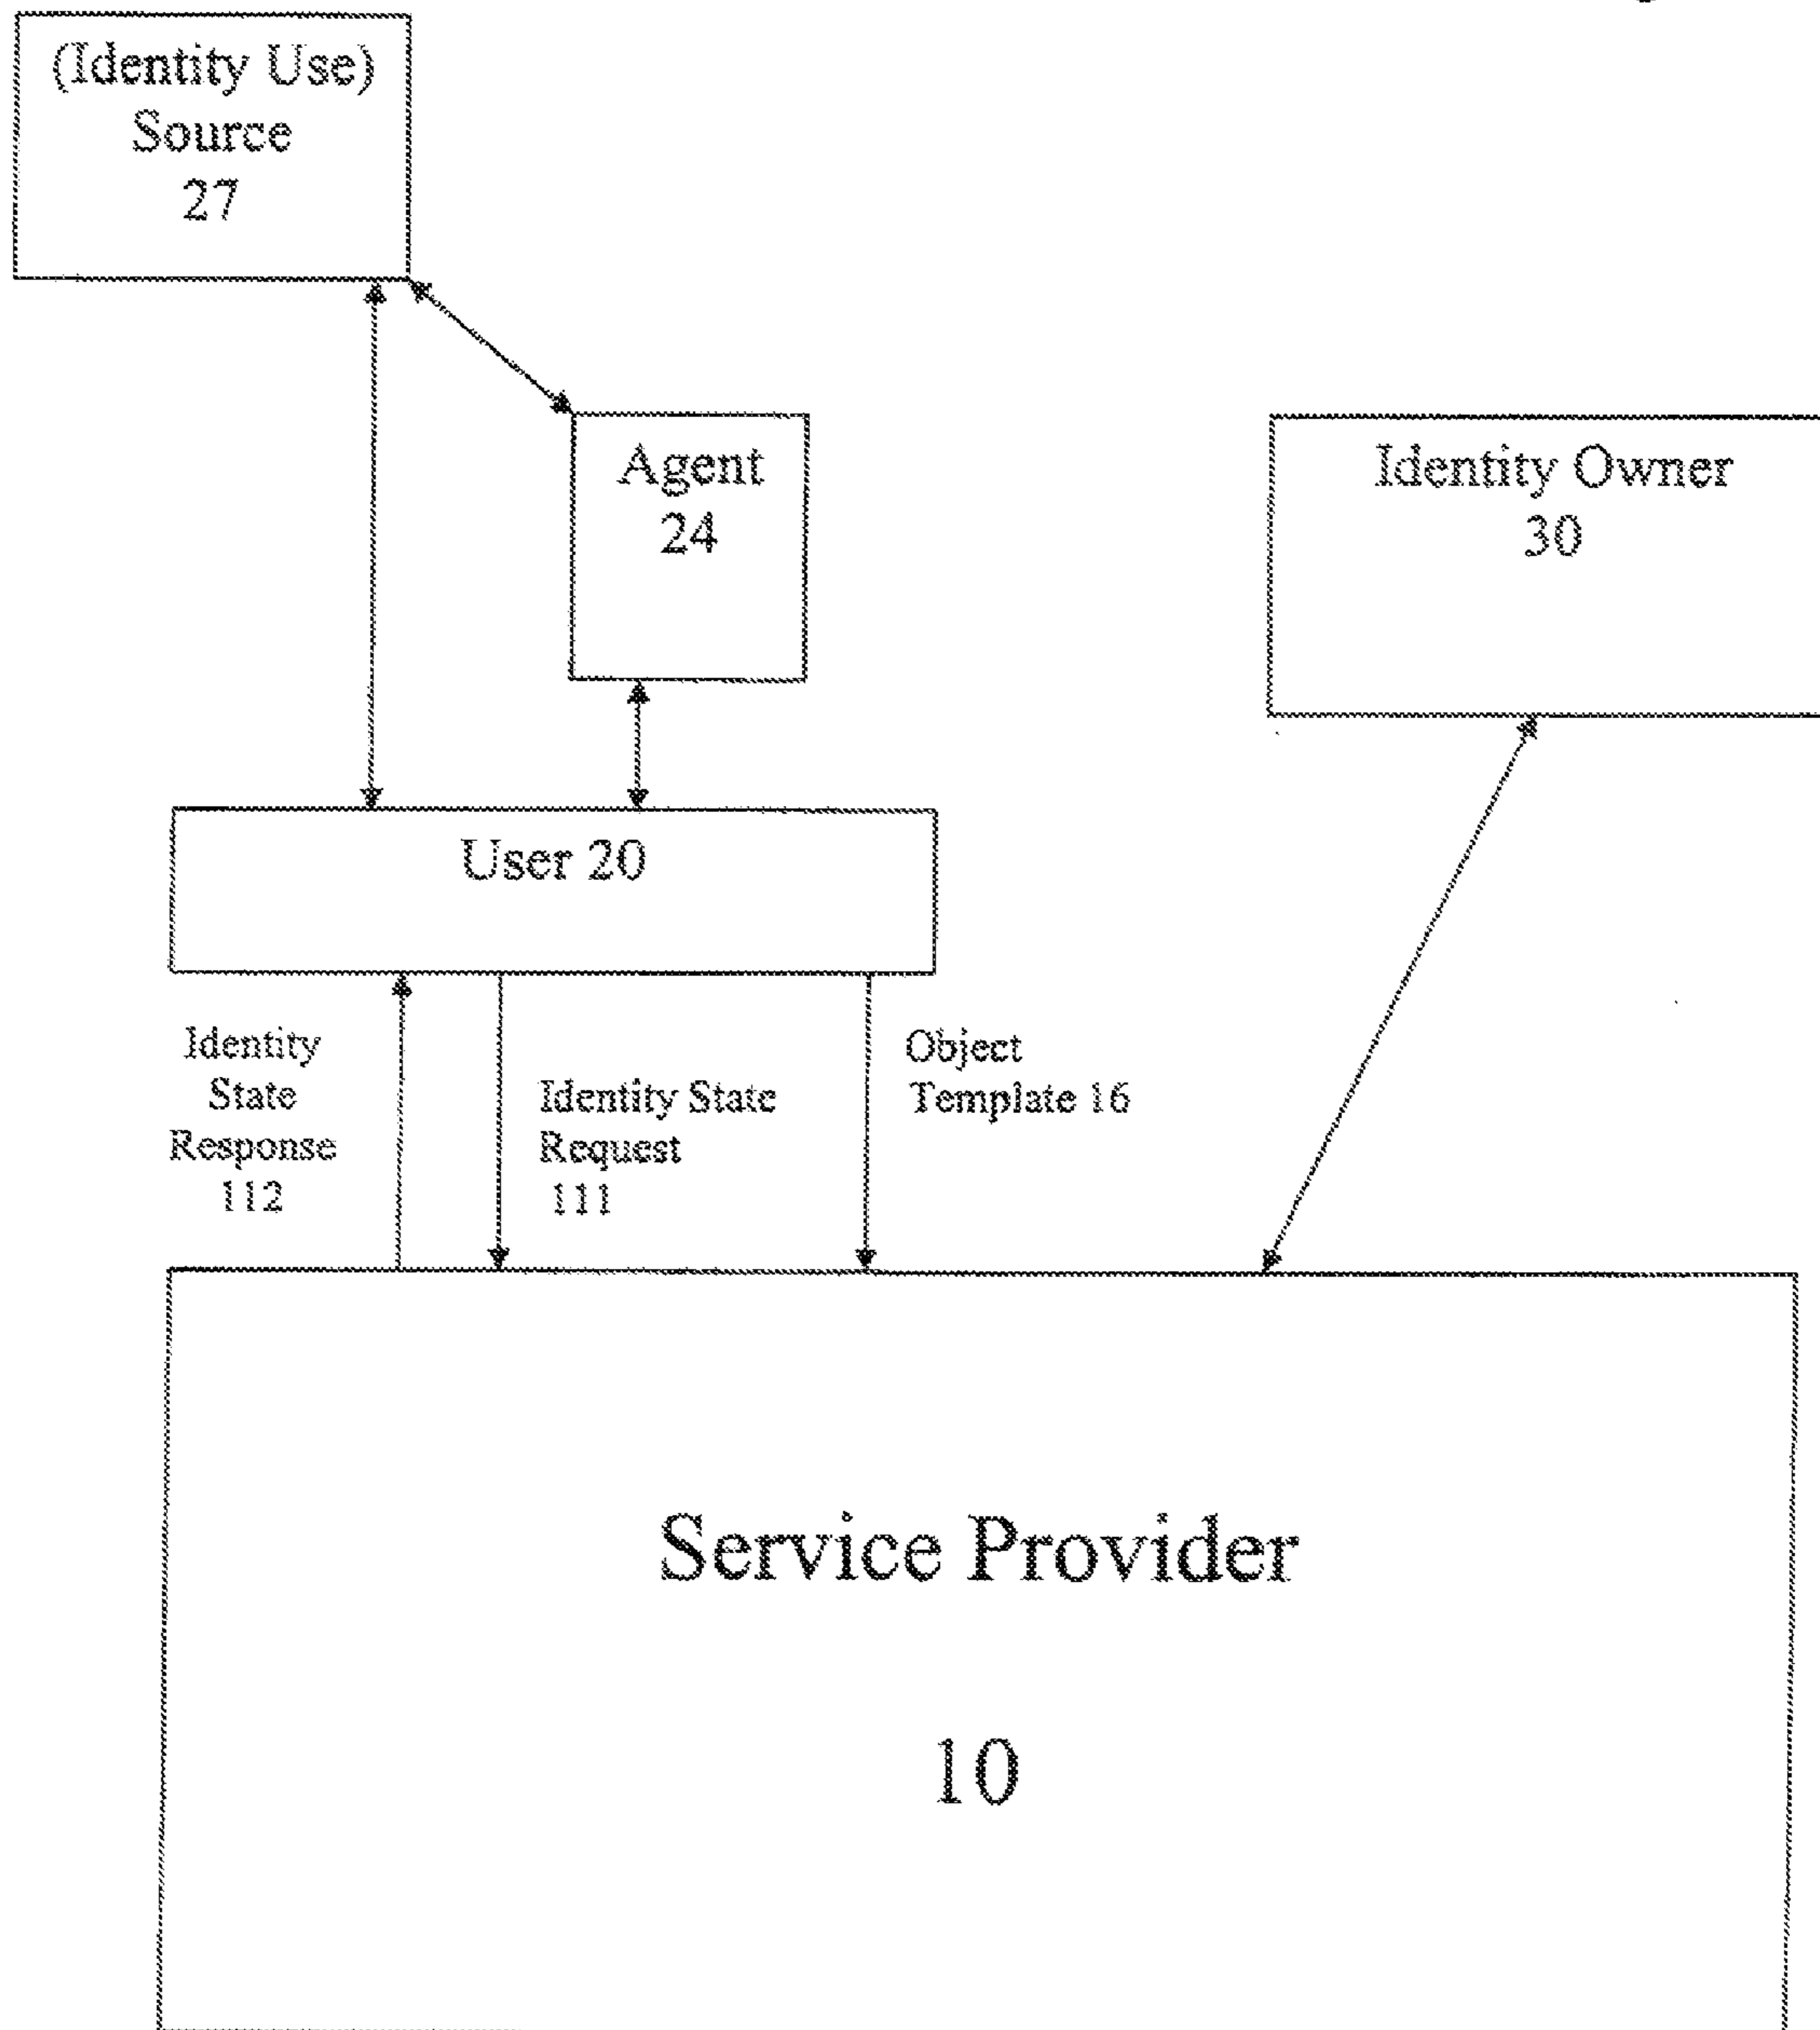 (Identity Use)
Source
27
Agent
24
Identity Owner
30
User 20
Identity
State
Response
112
Identity State
Request
111
Object
Template 16
Service Provider
10